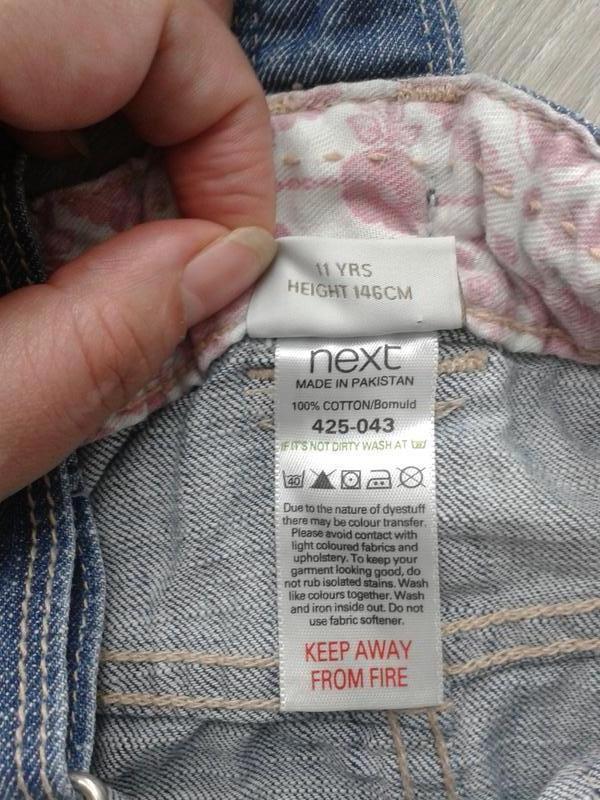 11 YRS
HEIGHT 146CM
next
MADE IN PAKISTAN
100% COTTON/Bomuld
425-043
IF IT'S NOT DIRTY WASH AT 30
40
Due to the nature of dyestuff
there may be colour transfer.
Please avoid contact with
light coloured fabrics and
upholstery. To keep your
garment looking good, do
not rub isolated stains. Wash
like colours together. Wash
and iron inside out. Do not
use fabric softener.
KEEP AWAY
FROM FIRE